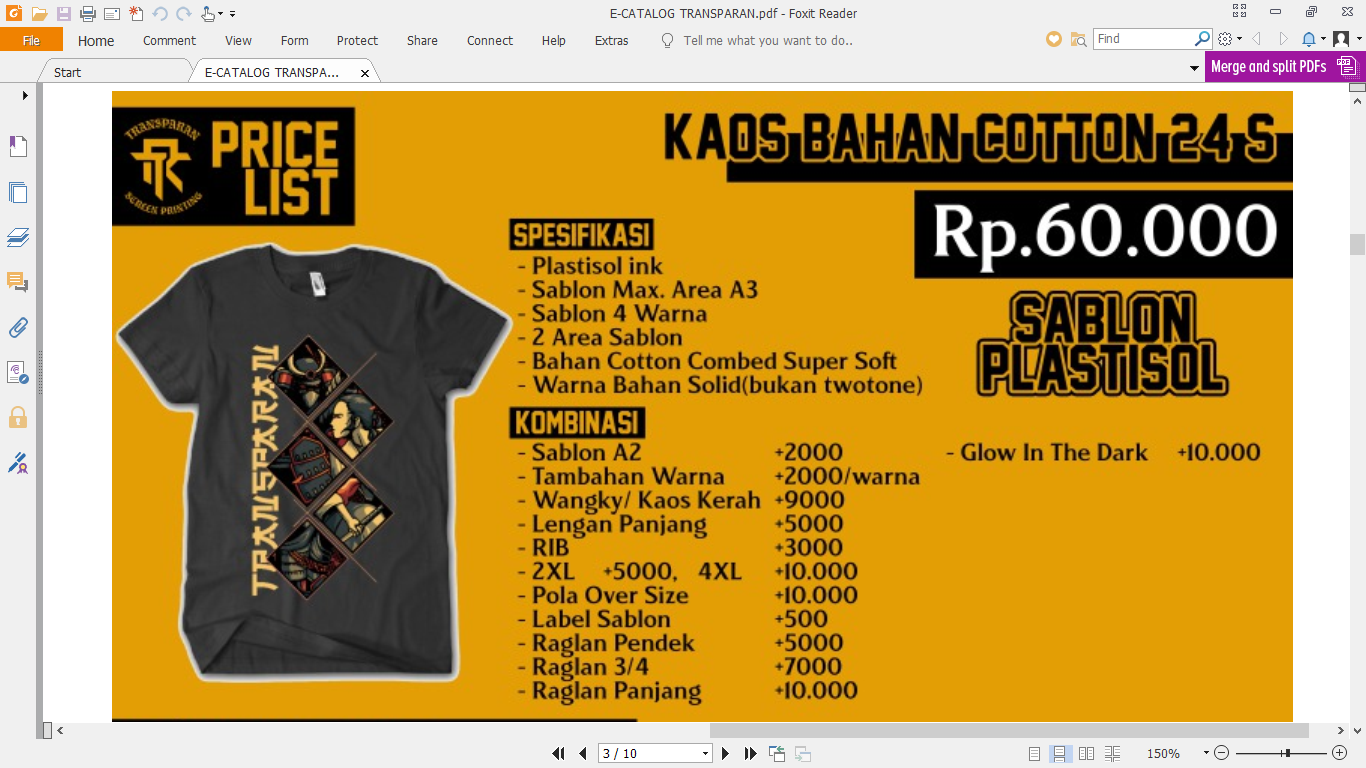 E-CATALOG TRANSPARAN.pdf - Foxit Reader
File Home Comment View Form Protect Share Connect Help Extras Tell me what you want to do.. Find
Start E-CATALOG TRANSPA... Merge and split PDFs
TRANSPARAN
SCREEN PRINTING
PRICE
LIST
KAOS BAHAN COTTON 24 S
Rp.60.000
SABLON
PLASTISOL
SPESIFIKASI
- Plastisol ink
- Sablon Max. Area A3
- Sablon 4 Warna
- 2 Area Sablon
- Bahan Cotton Combed Super Soft
- Warna Bahan Solid(bukan twotone)
TRANSPARAN
KOMBINASI
- Sablon A2 +2000 - Glow In The Dark +10.000
- Tambahan Warna +2000/warna
- Wangky/ Kaos Kerah +9000
- Lengan Panjang +5000
- RIB +3000
- 2XL +5000, 4XL +10.000
- Pola Over Size +10.000
- Label Sablon +500
- Raglan Pendek +5000
- Raglan 3/4 +7000
- Raglan Panjang +10.000
3 / 10 150%